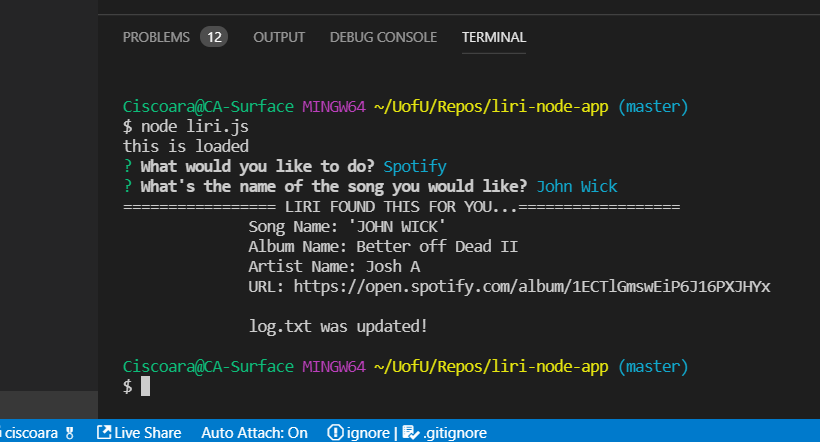 PROBLEMS 12 OUTPUT DEBUG CONSOLE TERMINAL
Ciscoara@CA-Surface MINGW64 ~/UofU/Repos/liri-node-app (master)
$ node liri.js
this is loaded
? What would you like to do? Spotify
? What's the name of the song you would like? John Wick
================= LIRI FOUND THIS FOR YOU...==================
Song Name: 'JOHN WICK'
Album Name: Better off Dead II
Artist Name: Josh A
URL: https://open.spotify.com/album/1ECTlGmswEiP6J16PXJHYx
log.txt was updated!
Ciscoara@CA-Surface MINGW64 ~/UofU/Repos/liri-node-app (master)
$
ciscoara Live Share Auto Attach: On ignore | .gitignore